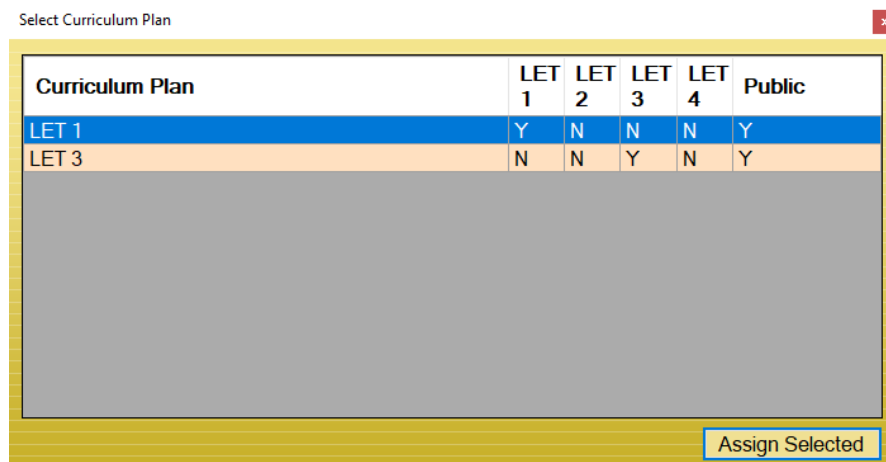 Select Curriculum Plan
Curriculum Plan LET 1 LET 2 LET 3 LET 4 Public
LET 1 Y N N N Y
LET 3 N N Y N Y
Assign Selected